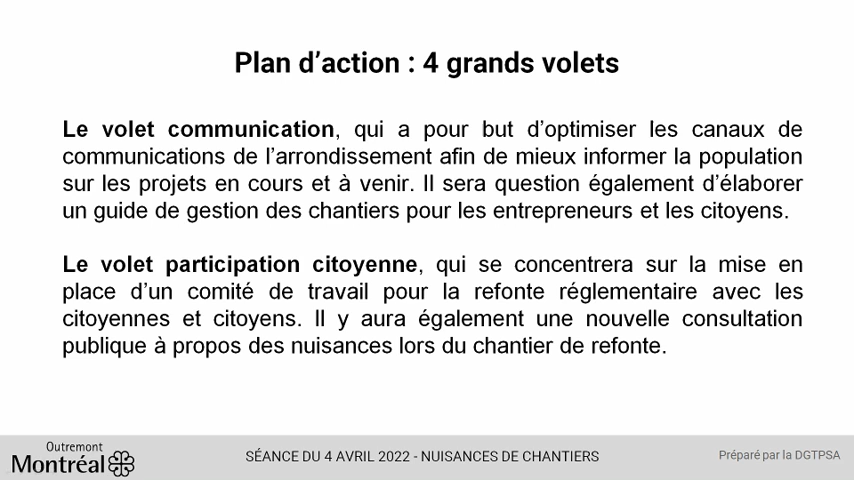 Plan d’action : 4 grands volets
Le volet communication, qui a pour but d’optimiser les canaux de
communications de l’arrondissement afin de mieux informer la population
sur les projets en cours et à venir. Il sera question également d’élaborer
un guide de gestion des chantiers pour les entrepreneurs et les citoyens.
Le volet participation citoyenne, qui se concentrera sur la mise en
place d’un comité de travail pour la refonte réglementaire avec les
citoyennes et citoyens. Il y aura également une nouvelle consultation
publique à propos des nuisances lors du chantier de refonte.
Outremont
Montréal
SÉANCE DU 4 AVRIL 2022 - NUISANCES DE CHANTIERS
Préparé par la DGTPSA